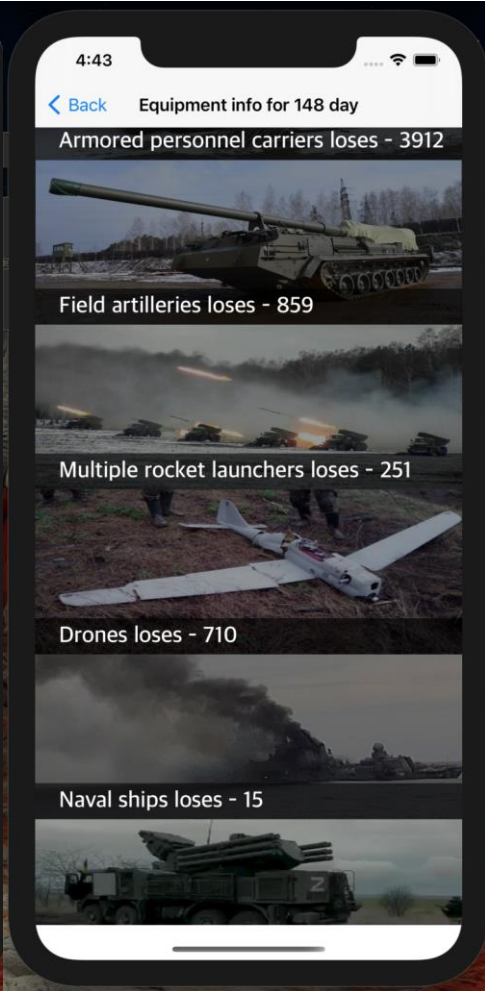 4:43
Back Equipment info for 148 day
Armored personnel carriers loses - 3912
Field artilleries loses - 859
Multiple rocket launchers loses - 251
Drones loses - 710
Naval ships loses - 15
Z